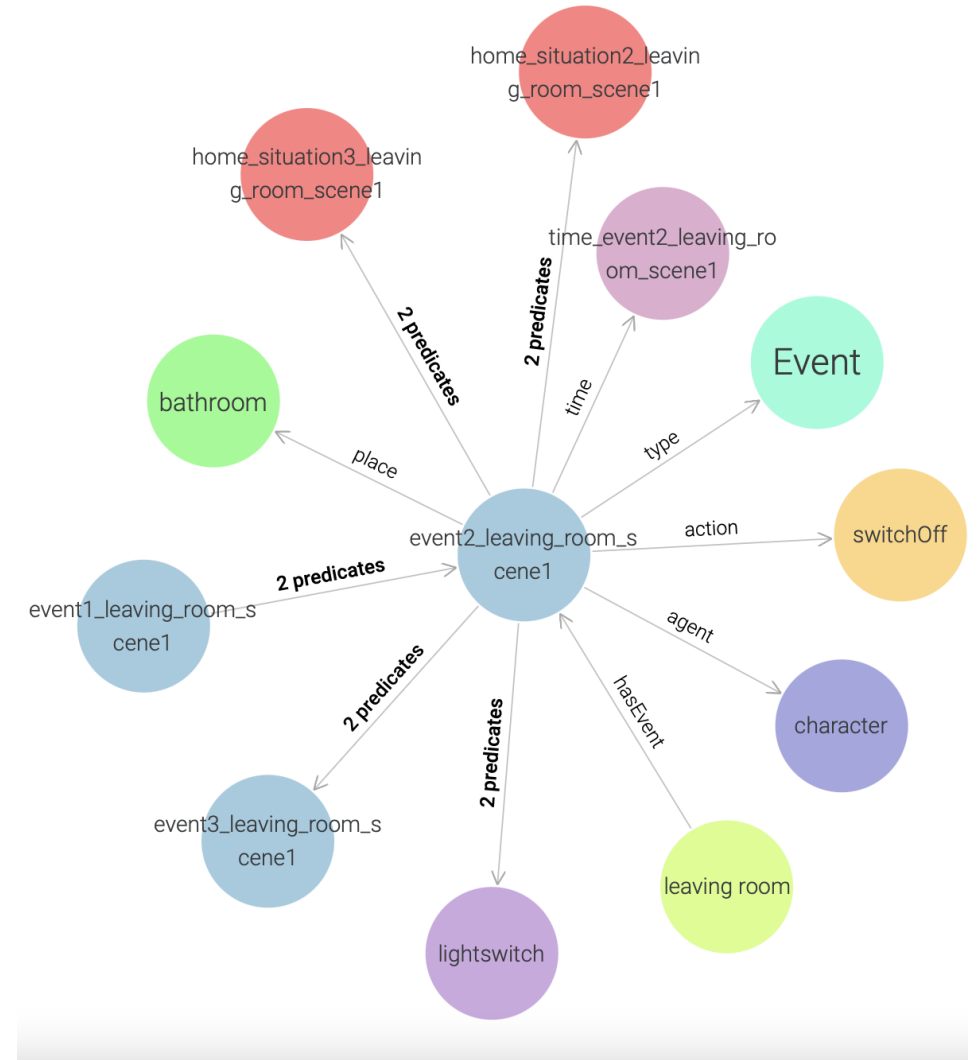 home_situation2_leavin
g_room_scene1
home_situation3_leavin
g_room_scene1
time_event2_leaving_ro
om_scene1
2 predicates
2 predicates
time
Event
bathroom
type
place
event2_leaving_room_s
cene1
action
switchOff
2 predicates
event1_leaving_room_s
cene1
agent
2 predicates
hasEvent
character
2 predicates
event3_leaving_room_s
cene1
leaving room
lightswitch